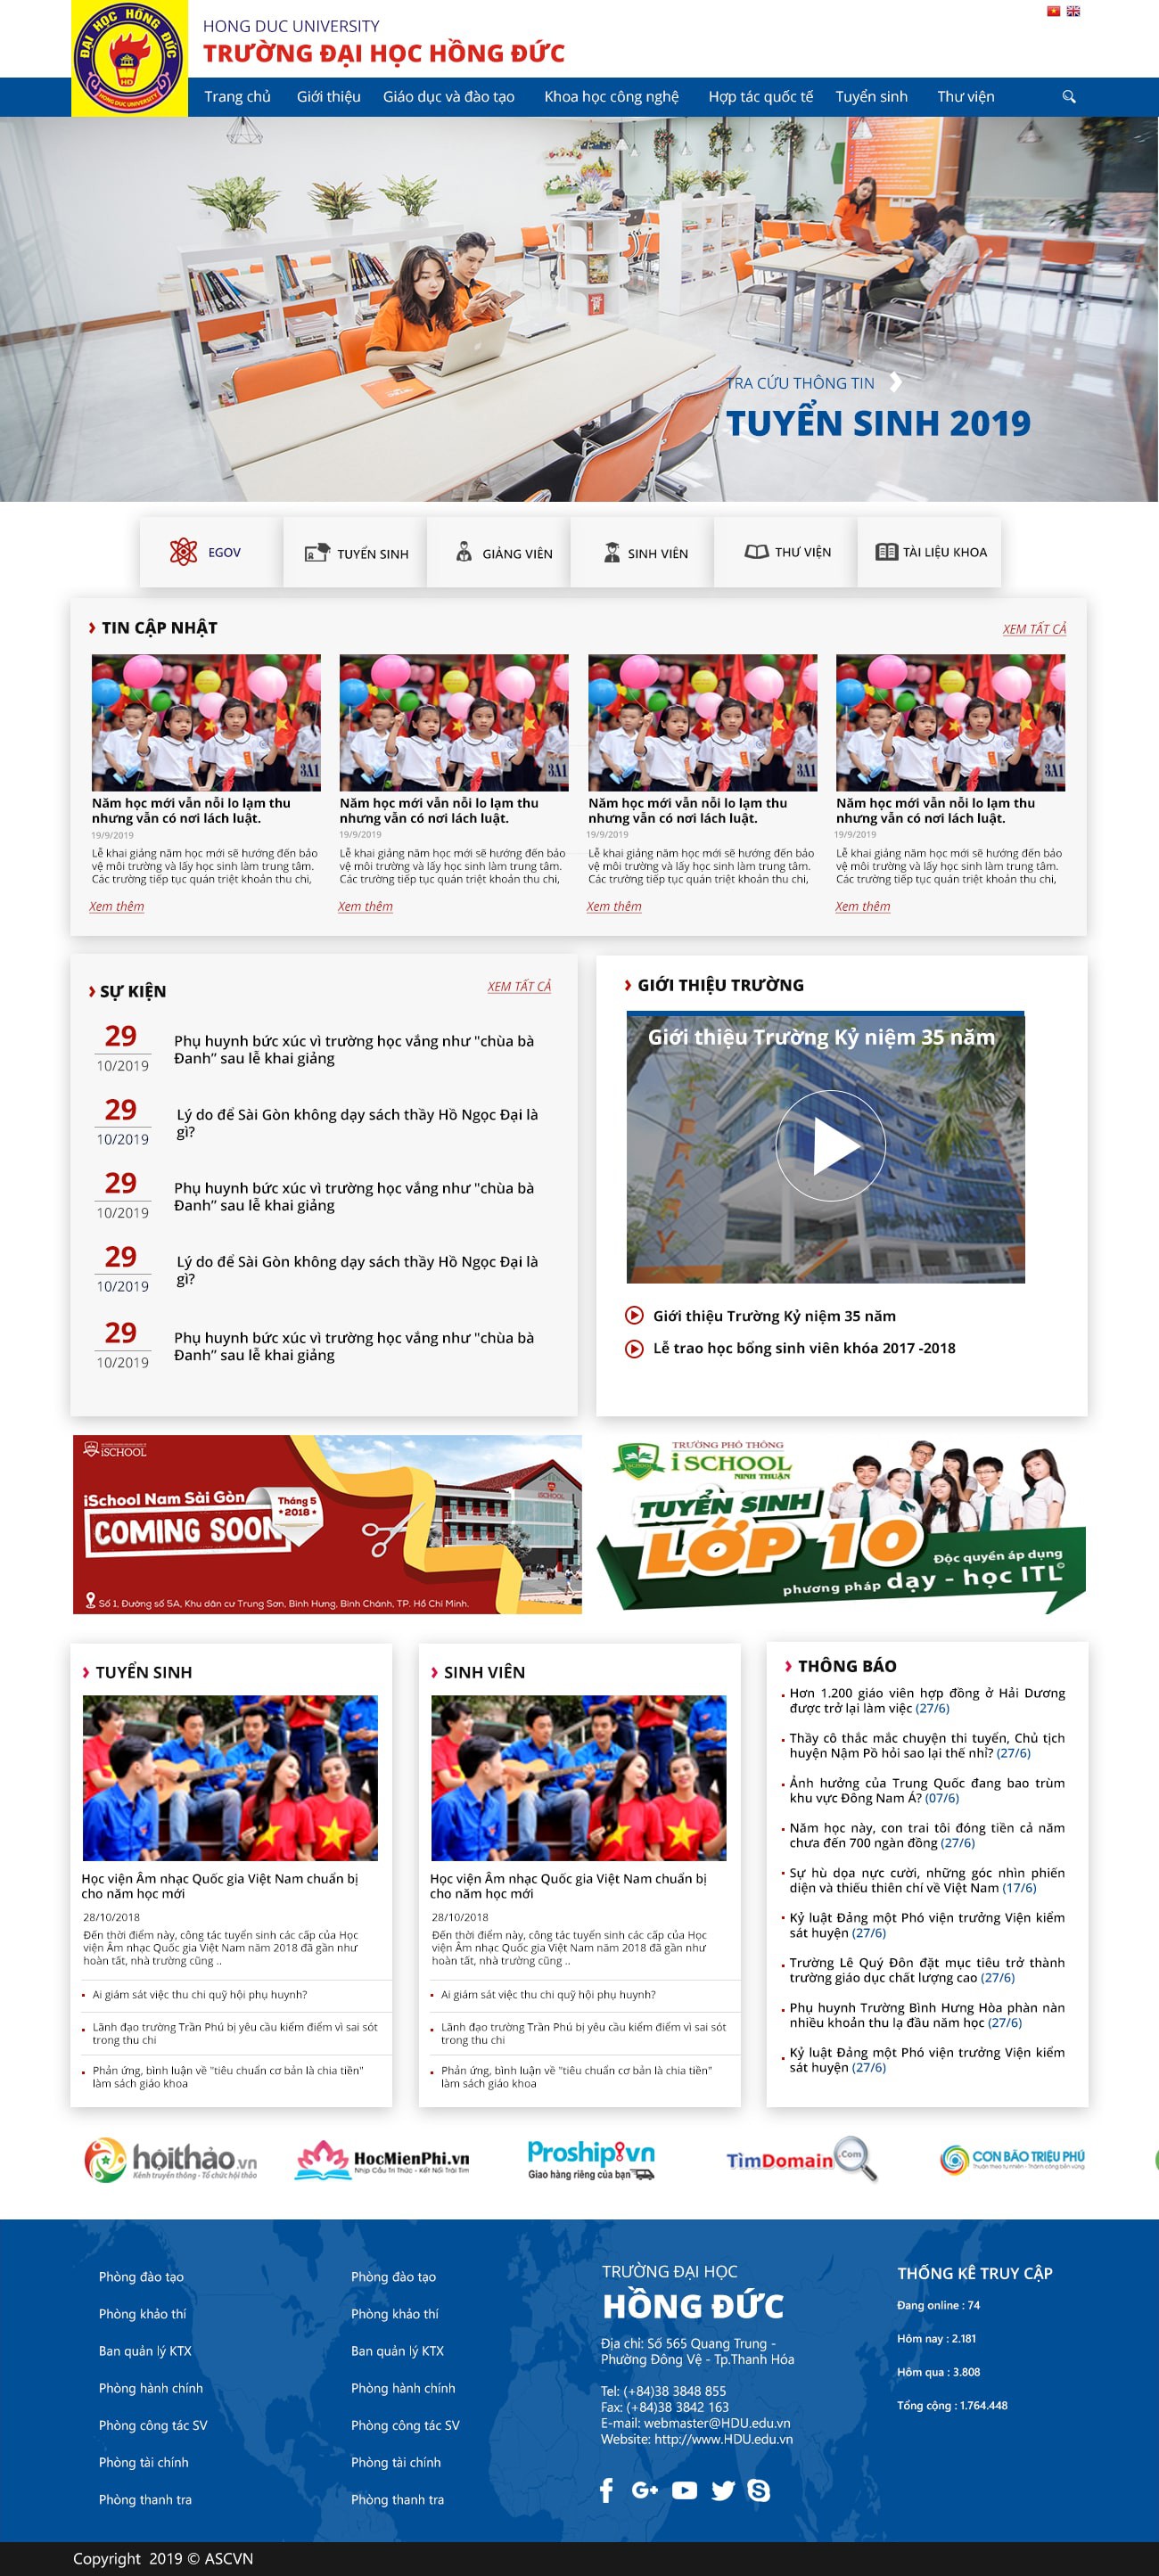 HONG DUC UNIVERSITY
TRƯỜNG ĐẠI HỌC HỒNG ĐỨC
ĐẠI HỌC HỒNG ĐỨC
HD
HONG DUC UNIVERSITY
Trang chủ Giới thiệu Giáo dục và đào tạo Khoa học công nghệ Hợp tác quốc tế Tuyển sinh Thư viện
TRA CỨU THÔNG TIN
TUYỂN SINH 2019
EGOV TUYỂN SINH GIẢNG VIÊN SINH VIÊN THƯ VIỆN TÀI LIỆU KHOA
TIN CẬP NHẬT
XEM TẤT CẢ
3A1 3A1 3A1 3A1
Năm học mới vẫn nỗi lo lạm thu
nhưng vẫn có nơi lách luật.
19/9/2019
Lễ khai giảng năm học mới sẽ hướng đến bảo
vệ môi trường và lấy học sinh làm trung tâm.
Các trường tiếp tục quán triệt khoản thu chi,
Xem thêm
Năm học mới vẫn nỗi lo lạm thu
nhưng vẫn có nơi lách luật.
19/9/2019
Lễ khai giảng năm học mới sẽ hướng đến bảo
vệ môi trường và lấy học sinh làm trung tâm.
Các trường tiếp tục quán triệt khoản thu chi,
Xem thêm
Năm học mới vẫn nỗi lo lạm thu
nhưng vẫn có nơi lách luật.
19/9/2019
Lễ khai giảng năm học mới sẽ hướng đến bảo
vệ môi trường và lấy học sinh làm trung tâm.
Các trường tiếp tục quán triệt khoản thu chi,
Xem thêm
Năm học mới vẫn nỗi lo lạm thu
nhưng vẫn có nơi lách luật.
19/9/2019
Lễ khai giảng năm học mới sẽ hướng đến bảo
vệ môi trường và lấy học sinh làm trung tâm.
Các trường tiếp tục quán triệt khoản thu chi,
Xem thêm
SỰ KIỆN
XEM TẤT CẢ
29
10/2019
Phụ huynh bức xúc vì trường học vắng như "chùa bà
Đanh” sau lễ khai giảng
29
10/2019
Lý do để Sài Gòn không dạy sách thầy Hồ Ngọc Đại là
gì?
29
10/2019
Phụ huynh bức xúc vì trường học vắng như "chùa bà
Đanh” sau lễ khai giảng
29
10/2019
Lý do để Sài Gòn không dạy sách thầy Hồ Ngọc Đại là
gì?
29
10/2019
Phụ huynh bức xúc vì trường học vắng như "chùa bà
Đanh” sau lễ khai giảng
GIỚI THIỆU TRƯỜNG
Giới thiệu Trường Kỷ niệm 35 năm
Giới thiệu Trường Kỷ niệm 35 năm
Lễ trao học bổng sinh viên khóa 2017 -2018
iSCHOOL
iSchool Nam Sài Gòn
COMING SOON
Tháng 5
*2018*
Số 1, Đường số 5A, Khu dân cư Trung Sơn, Bình Hưng, Bình Chánh, TP. Hồ Chí Minh.
TRƯỜNG PHỔ THÔNG
iSCHOOL
NINH THUẬN
TUYỂN SINH
LỚP 10
Độc quyền áp dụng
phương pháp dạy - học ITL©
TUYỂN SINH
Học viện Âm nhạc Quốc gia Việt Nam chuẩn bị
cho năm học mới
28/10/2018
Đến thời điểm này, công tác tuyển sinh các cấp của Học
viện Âm nhạc Quốc gia Việt Nam năm 2018 đã gần như
hoàn tất, nhà trường cũng ..
Ai giám sát việc thu chi quỹ hội phụ huynh?
Lãnh đạo trường Trần Phú bị yêu cầu kiểm điểm vì sai sót
trong thu chi
Phản ứng, bình luận về "tiêu chuẩn cơ bản là chia tiền"
làm sách giáo khoa
SINH VIÊN
Học viện Âm nhạc Quốc gia Việt Nam chuẩn bị
cho năm học mới
28/10/2018
Đến thời điểm này, công tác tuyển sinh các cấp của Học
viện Âm nhạc Quốc gia Việt Nam năm 2018 đã gần như
hoàn tất, nhà trường cũng ..
Ai giám sát việc thu chi quỹ hội phụ huynh?
Lãnh đạo trường Trần Phú bị yêu cầu kiểm điểm vì sai sót
trong thu chi
Phản ứng, bình luận về "tiêu chuẩn cơ bản là chia tiền"
làm sách giáo khoa
THÔNG BÁO
Hơn 1.200 giáo viên hợp đồng ở Hải Dương
được trở lại làm việc (27/6)
Thầy cô thắc mắc chuyện thi tuyển, Chủ tịch
huyện Nậm Pồ hỏi sao lại thế nhỉ? (27/6)
Ảnh hưởng của Trung Quốc đang bao trùm
khu vực Đông Nam Á? (07/6)
Năm học này, con trai tôi đóng tiền cả năm
chưa đến 700 ngàn đồng (27/6)
Sự hù dọa nực cười, những góc nhìn phiến
diện và thiếu thiên chí về Việt Nam (17/6)
Kỷ luật Đảng một Phó viện trưởng Viện kiểm
sát huyện (27/6)
Trường Lê Quý Đôn đặt mục tiêu trở thành
trường giáo dục chất lượng cao (27/6)
Phụ huynh Trường Bình Hưng Hòa phàn nàn
nhiều khoản thu lạ đầu năm học (27/6)
Kỷ luật Đảng một Phó viện trưởng Viện kiểm
sát huyện (27/6)
hộithảo.vn
Kênh truyền thông - Tổ chức hội thảo
HocMienPhi.vn
Nhịp Cầu Tri Thức - Kết Nối Trái Tim
Proship!vn
Giao hàng riêng của bạn
TìmDomain.Com
CON BÁO TRIỆU PHÚ
Phòng đào tạo
Phòng khảo thí
Ban quản lý KTX
Phòng hành chính
Phòng công tác SV
Phòng tài chính
Phòng thanh tra
Phòng đào tạo
Phòng khảo thí
Ban quản lý KTX
Phòng hành chính
Phòng công tác SV
Phòng tài chính
Phòng thanh tra
TRƯỜNG ĐẠI HỌC
HỒNG ĐỨC
Địa chỉ: Số 565 Quang Trung -
Phường Đông Vệ - Tp.Thanh Hóa
Tel: (+84)38 3848 855
Fax: (+84)38 3842 163
E-mail: webmaster@HDU.edu.vn
Website: http://www.HDU.edu.vn
THỐNG KÊ TRUY CẬP
Đang online : 74
Hôm nay : 2.181
Hôm qua : 3.808
Tổng cộng : 1.764.448
Copyright 2019 © ASCVN